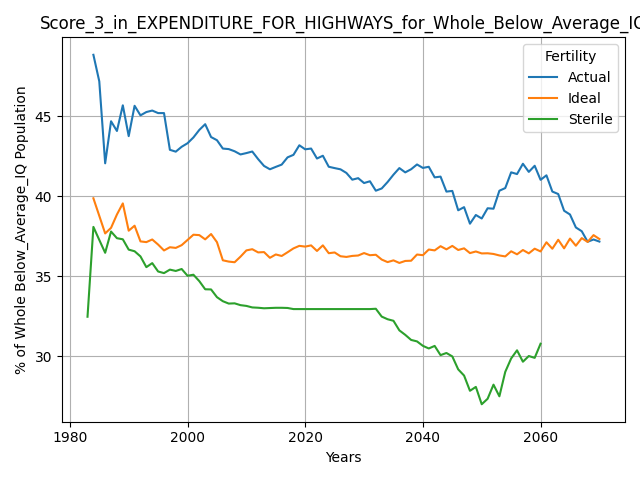 Score_3_in_EXPENDITURE_FOR_HIGHWAYS_for_Whole_Below_Average_IQ
Fertility
Actual
Ideal
Sterile
% of Whole Below_Average_IQ Population
45
40
35
30
1980
2000
2020
2040
2060
Years